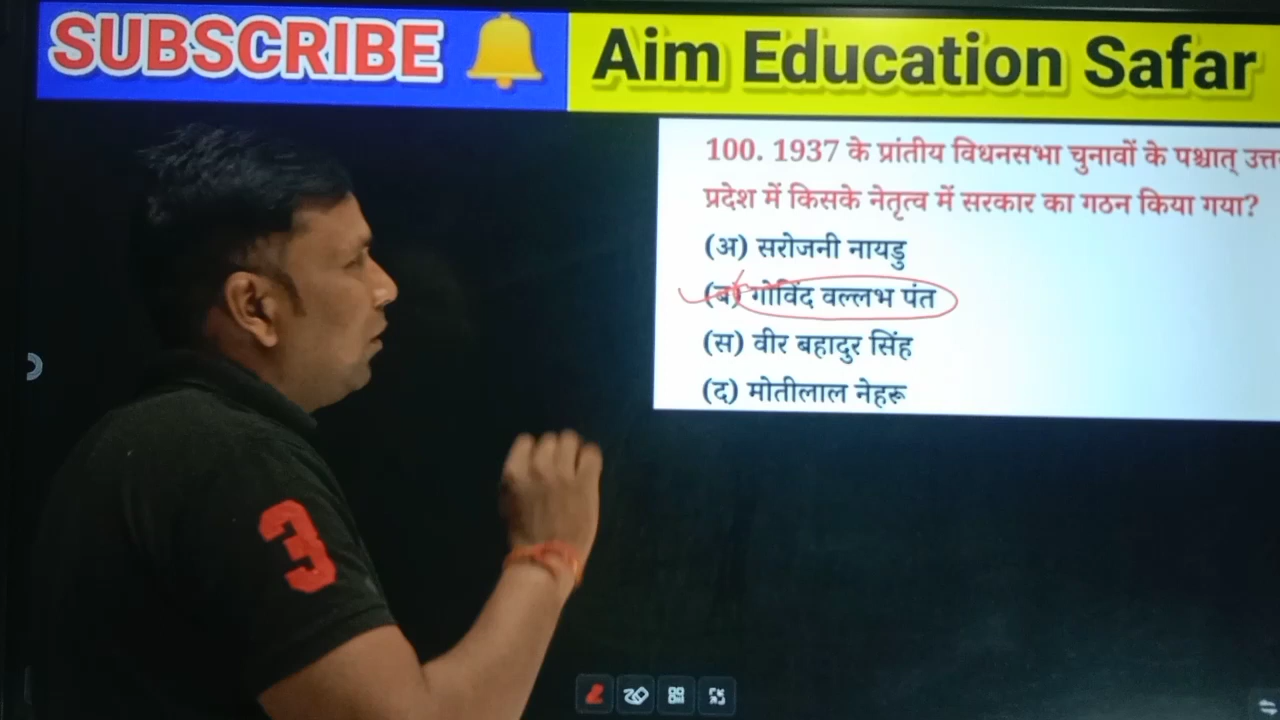 SUBSCRIBE
Aim Education Safar
100. 1937 के प्रांतीय विधनसभा चुनावों के पश्चात्
प्रदेश में किसके नेतृत्व में सरकार का गठन किया गया?
(अ) सरोजनी नायडु
(ब) गोविंद वल्लभ पंत
(स) वीर बहादुर सिंह
(द) मोतीलाल नेहरू
3